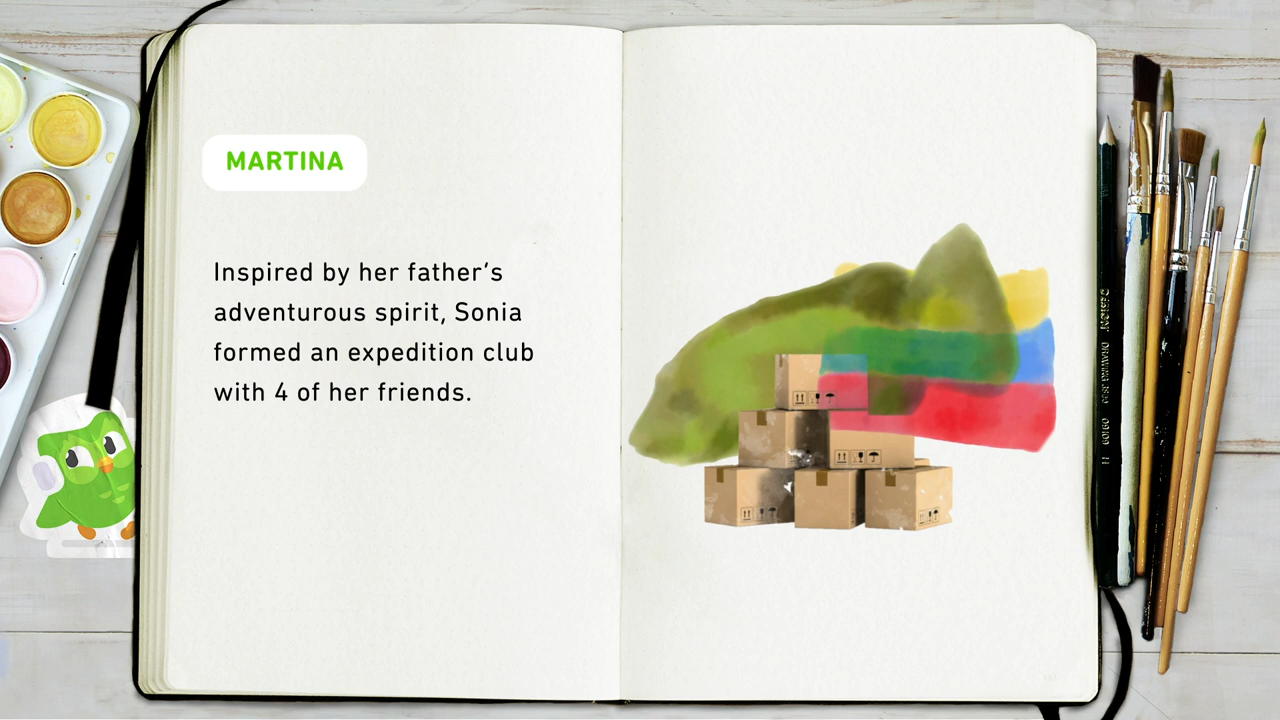 MARTINA
Inspired by her father's
adventurous spirit, Sonia
formed an expedition club
with 4 of her friends.